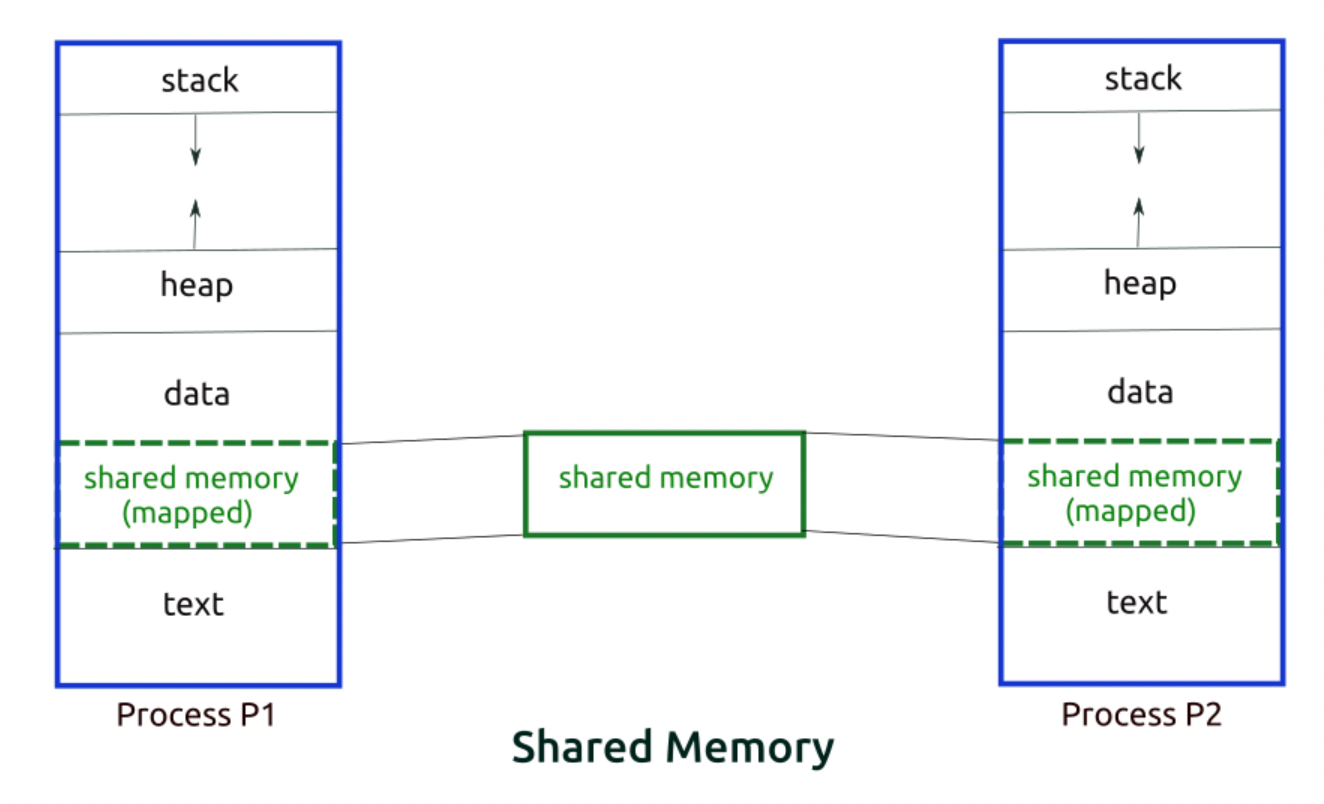 stack
heap
data
shared memory
(mapped)
text
Process P1
shared memory
stack
heap
data
shared memory
(mapped)
text
Process P2
Shared Memory